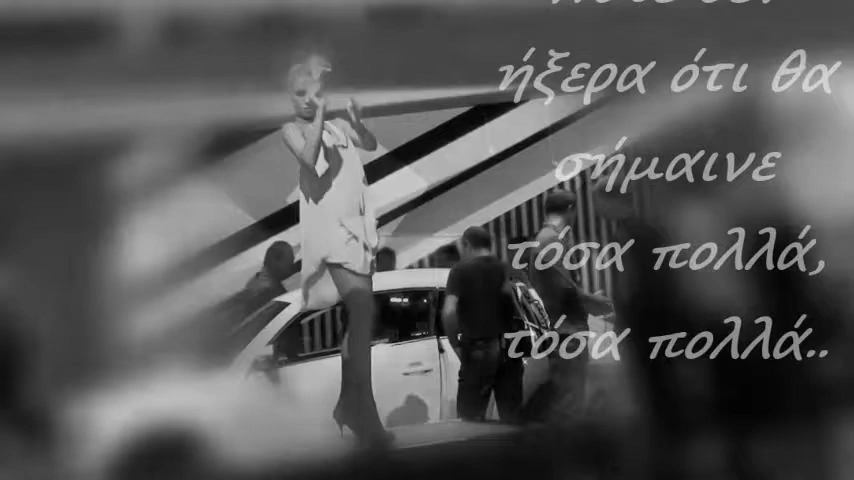 ήξερα ότι θα
σήμαινε
τόσα πολλά,
τόσα πολλά..